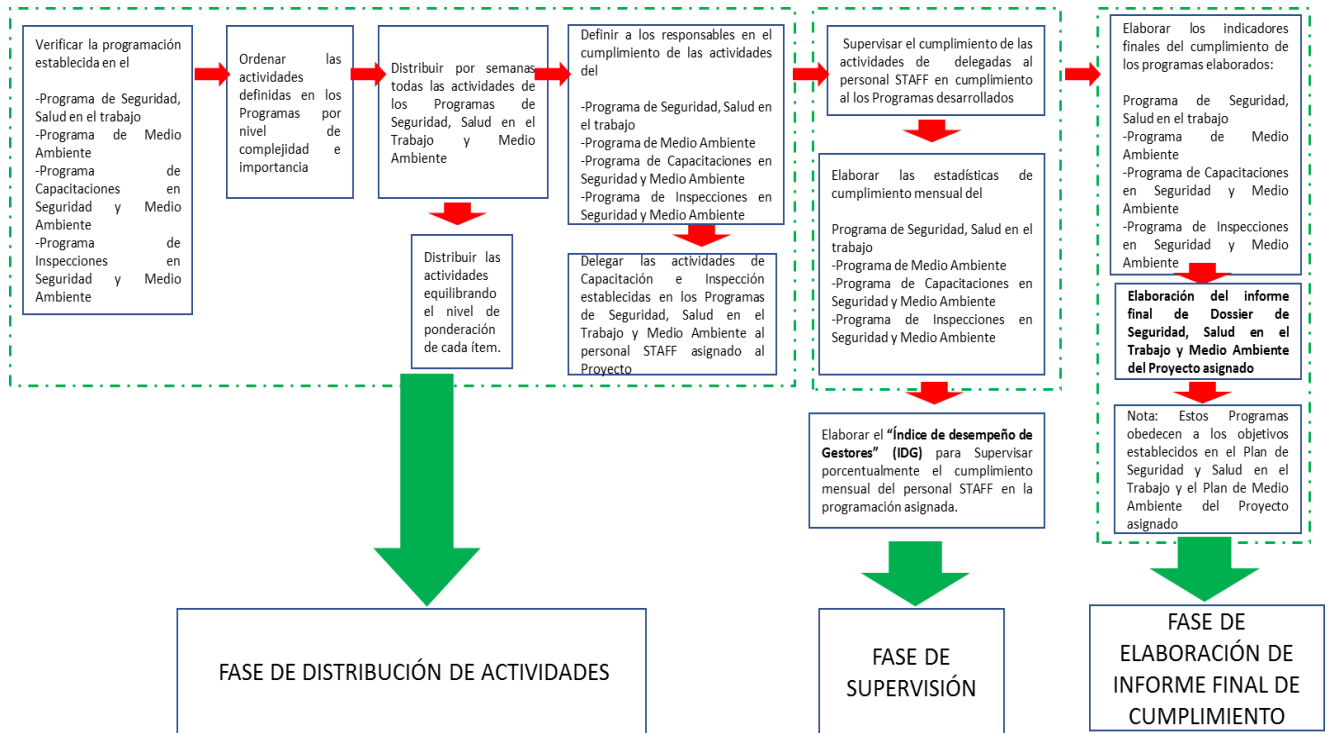 Verificar la programación
establecida en el
-Programa de Seguridad,
Salud en el trabajo
-Programa de Medio
Ambiente
-Programa de
Capacitaciones en
Seguridad y Medio
Ambiente
-Programa de
Inspecciones en
Seguridad y Medio
Ambiente
Ordenar las
actividades
definidas en los
Programas por
nivel de
complejidad e
importancia
Distribuir por semanas
todas las actividades de
los Programas de
Seguridad, Salud en el
Trabajo y Medio
Ambiente
Distribuir las
actividades
equilibrando
el nivel de
ponderación
de cada ítem.
Definir a los responsables en el
cumplimiento de las actividades
del
-Programa de Seguridad, Salud en
el trabajo
-Programa de Medio Ambiente
-Programa de Capacitaciones en
Seguridad y Medio Ambiente
-Programa de Inspecciones en
Seguridad y Medio Ambiente
Delegar las actividades de
Capacitación e Inspección
establecidas en los Programas
de Seguridad, Salud en el
Trabajo y Medio Ambiente al
personal STAFF asignado al
Proyecto
Supervisar el cumplimiento de las
actividades de delegadas al
personal STAFF en cumplimiento
al los Programas desarrollados
Elaborar las estadísticas de
cumplimiento mensual del
Programa de Seguridad, Salud en el
trabajo
-Programa de Medio Ambiente
-Programa de Capacitaciones en
Seguridad y Medio Ambiente
-Programa de Inspecciones en
Seguridad y Medio Ambiente
Elaborar el “Índice de desempeño de
Gestores” (IDG) para Supervisar
porcentualmente el cumplimiento
mensual del personal STAFF en la
programación asignada.
Elaborar los indicadores
finales del cumplimiento de
los programas elaborados:
Programa de Seguridad,
Salud en el trabajo
-Programa de Medio
Ambiente
-Programa de Capacitaciones
en Seguridad y Medio
Ambiente
-Programa de Inspecciones
en Seguridad y Medio
Ambiente
Elaboración del informe
final de Dossier de
Seguridad, Salud en el
Trabajo y Medio Ambiente
del Proyecto asignado
Nota: Estos Programas
obedecen a los objetivos
establecidos en el Plan de
Seguridad y Salud en el
Trabajo y el Plan de Medio
Ambiente del Proyecto
asignado
FASE DE DISTRIBUCIÓN DE ACTIVIDADES
FASE DE
SUPERVISIÓN
FASE DE
ELABORACIÓN DE
INFORME FINAL DE
CUMPLIMIENTO